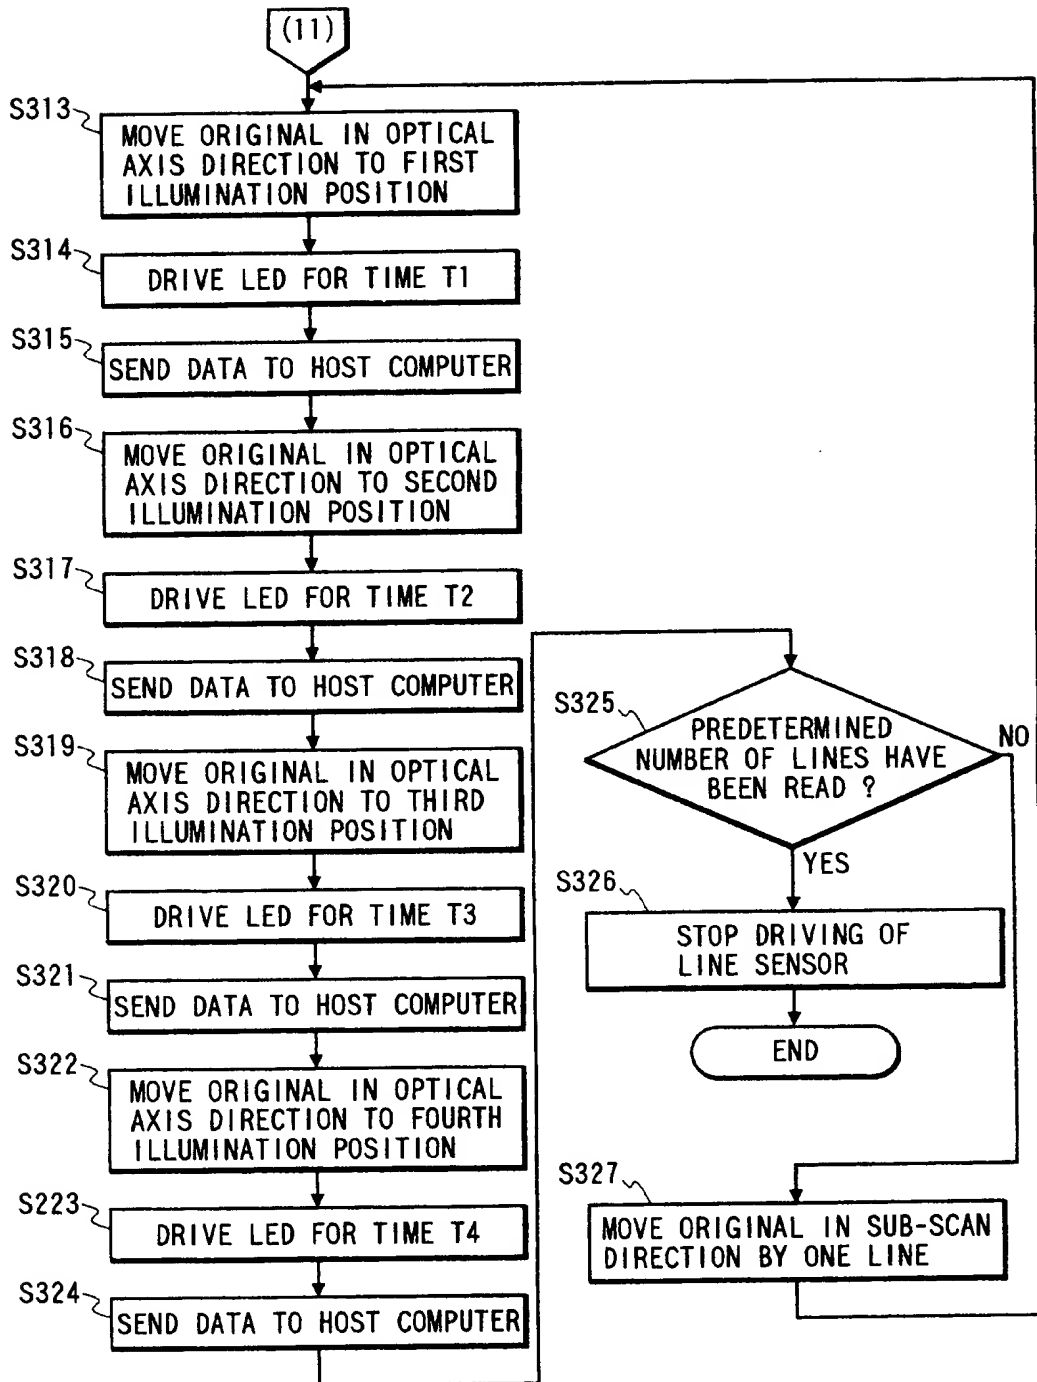 (11)
S313
MOVE ORIGINAL IN OPTICAL
AXIS DIRECTION TO FIRST
ILLUMINATION POSITION
S314
DRIVE LED FOR TIME T1
S315
SEND DATA TO HOST COMPUTER
S316
MOVE ORIGINAL IN OPTICAL
AXIS DIRECTION TO SECOND
ILLUMINATION POSITION
S317
DRIVE LED FOR TIME T2
S318
SEND DATA TO HOST COMPUTER
S319
MOVE ORIGINAL IN OPTICAL
AXIS DIRECTION TO THIRD
ILLUMINATION POSITION
S320
DRIVE LED FOR TIME T3
S321
SEND DATA TO HOST COMPUTER
S322
MOVE ORIGINAL IN OPTICAL
AXIS DIRECTION TO FOURTH
ILLUMINATION POSITION
S223
DRIVE LED FOR TIME T4
S324
SEND DATA TO HOST COMPUTER
S325
PREDETERMINED
NUMBER OF LINES HAVE
BEEN READ ?
NO
YES
S326
STOP DRIVING OF
LINE SENSOR
END
S327
MOVE ORIGINAL IN SUB-SCAN
DIRECTION BY ONE LINE